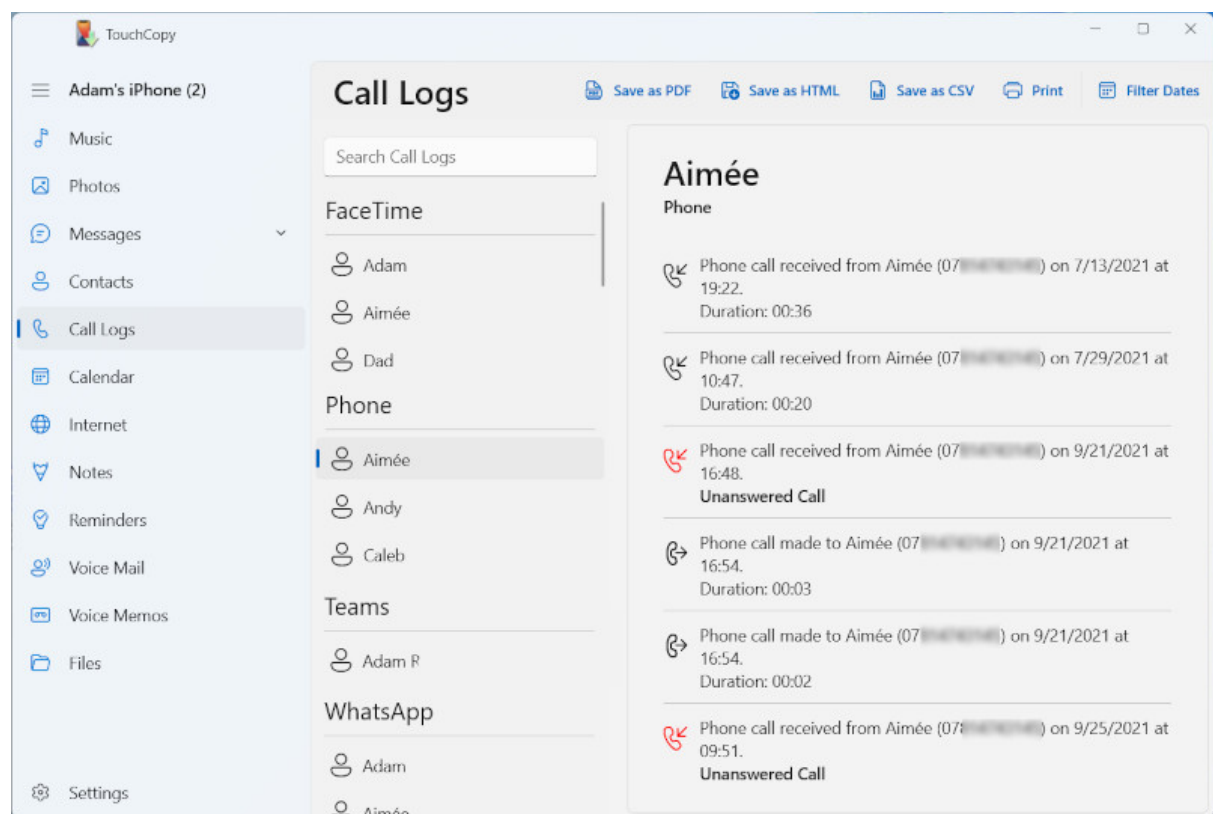 TouchCopy
Adam's iPhone (2)
Music
Photos
Messages
Contacts
Call Logs
Calendar
Internet
Notes
Reminders
Voice Mail
Voice Memos
Files
Settings
Call Logs
Save as PDF
Save as HTML
Save as CSV
Print
Filter Dates
Search Call Logs
FaceTime
Adam
Aimée
Dad
Phone
Aimée
Andy
Caleb
Teams
Adam R
WhatsApp
Adam
Aimée
Aimée
Phone
Phone call received from Aimée (07 ) on 7/13/2021 at
19:22.
Duration: 00:36
Phone call received from Aimée (07 ) on 7/29/2021 at
10:47.
Duration: 00:20
Phone call received from Aimée (07 ) on 9/21/2021 at
16:48.
Unanswered Call
Phone call made to Aimée (07 ) on 9/21/2021 at
16:54.
Duration: 00:03
Phone call made to Aimée (07 ) on 9/21/2021 at
16:54.
Duration: 00:02
Phone call received from Aimée (07 ) on 9/25/2021 at
09:51.
Unanswered Call